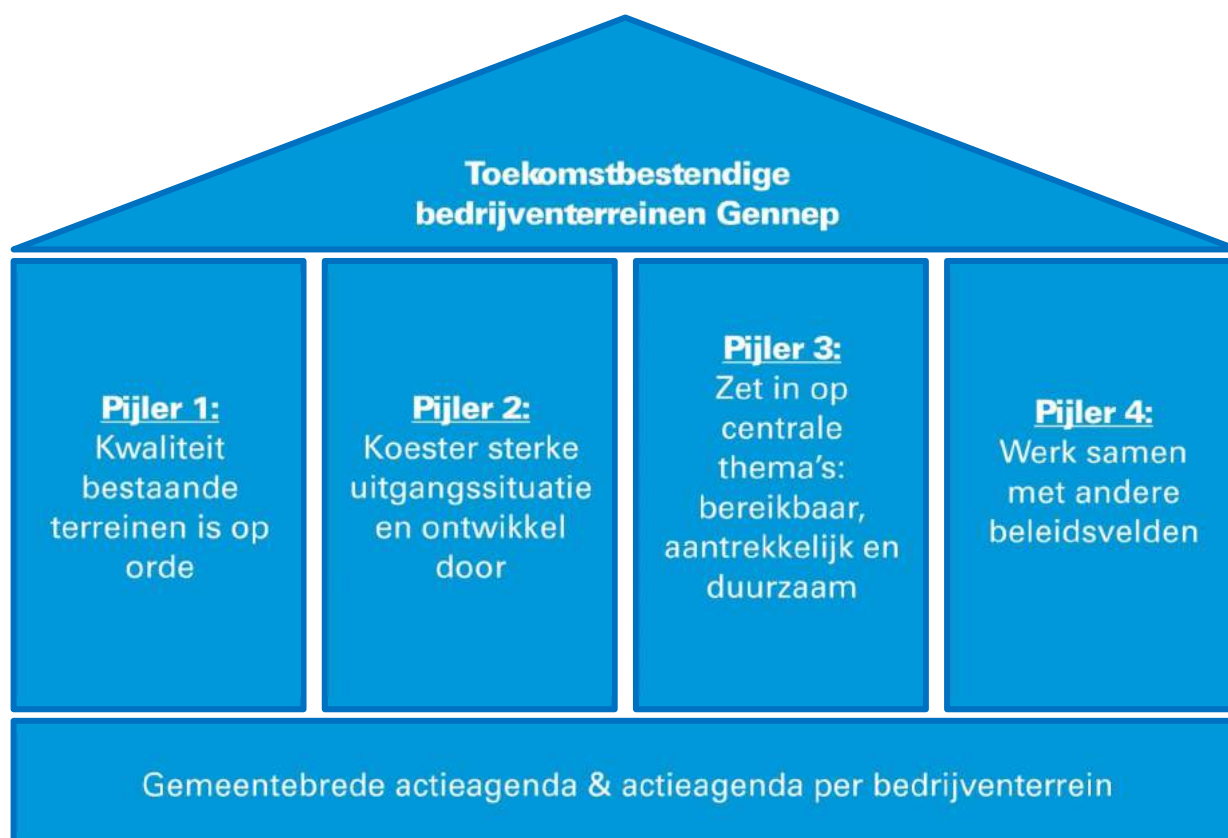 Toekomstbestendige
bedrijventerreinen Gennep
Pijler 1:
Kwaliteit
bestaande
terreinen is op
orde
Pijler 2:
Koester sterke
uitgangssituatie
en ontwikkel
door
Pijler 3:
Zet in op
centrale
thema's:
bereikbaar,
aantrekkelijk en
duurzaam
Pijler 4:
Werk samen
met andere
beleidsvelden
Gemeentebrede actieagenda & actieagenda per bedrijventerrein